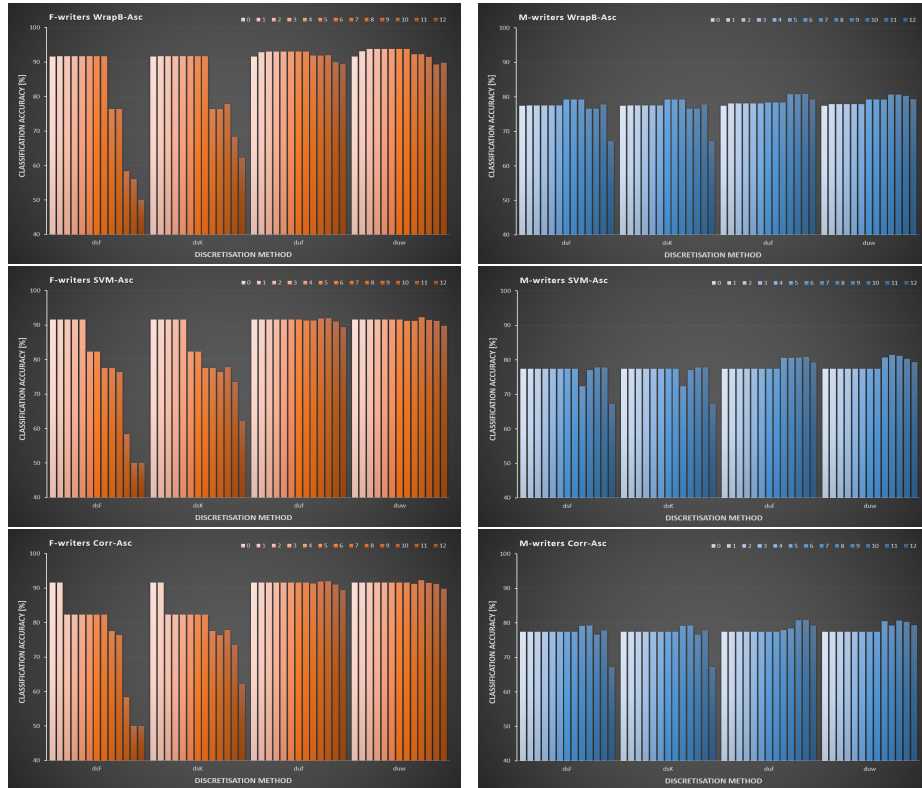 F-writers WrapB-Asc
0 1 2 3 4 5 6 7 8 9 10 11 12
CLASSIFICATION ACCURACY [%]
100
90
80
70
60
50
40
dsF dsK duf duw
DISCRETISATION METHOD
M-writers WrapB-Asc
0 1 2 3 4 5 6 7 8 9 10 11 12
CLASSIFICATION ACCURACY [%]
100
90
80
70
60
50
40
dsF dsK duf duw
DISCRETISATION METHOD
F-writers SVM-Asc
0 1 2 3 4 5 6 7 8 9 10 11 12
CLASSIFICATION ACCURACY [%]
100
90
80
70
60
50
40
dsF dsK duf duw
DISCRETISATION METHOD
M-writers SVM-Asc
0 1 2 3 4 5 6 7 8 9 10 11 12
CLASSIFICATION ACCURACY [%]
100
90
80
70
60
50
40
dsF dsK duf duw
DISCRETISATION METHOD
F-writers Corr-Asc
0 1 2 3 4 5 6 7 8 9 10 11 12
CLASSIFICATION ACCURACY [%]
100
90
80
70
60
50
40
dsF dsK duf duw
DISCRETISATION METHOD
M-writers Corr-Asc
0 1 2 3 4 5 6 7 8 9 10 11 12
CLASSIFICATION ACCURACY [%]
100
90
80
70
60
50
40
dsF dsK duf duw
DISCRETISATION METHOD